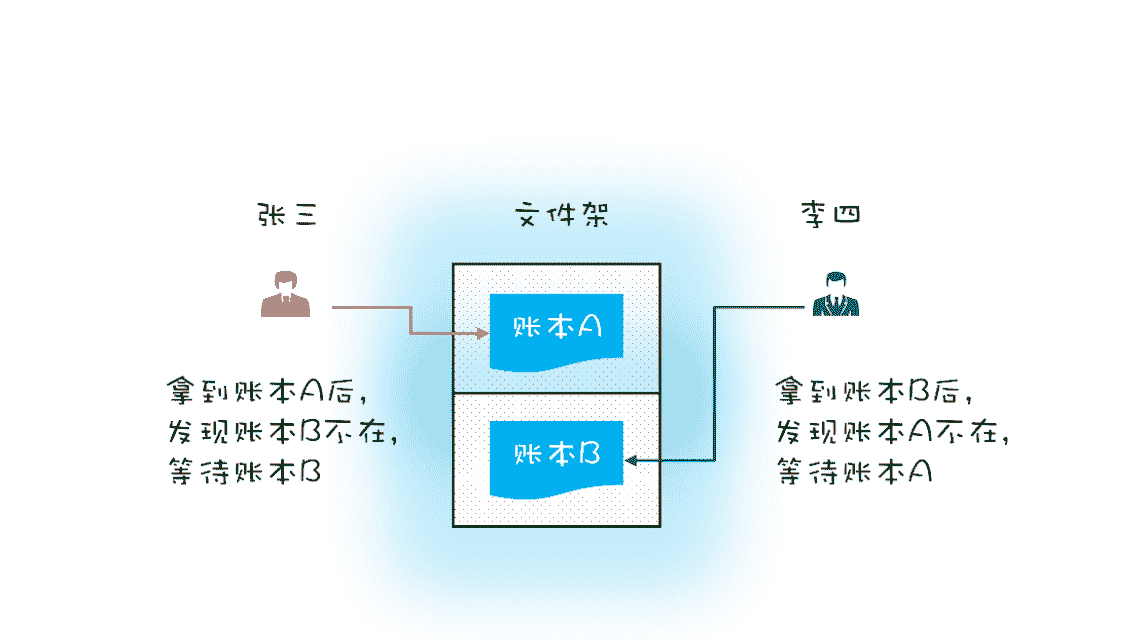 张三
文件架
李四
账本A
账本B
拿到账本A后，
发现账本B不在，
等待账本B
拿到账本B后，
发现账本A不在，
等待账本A